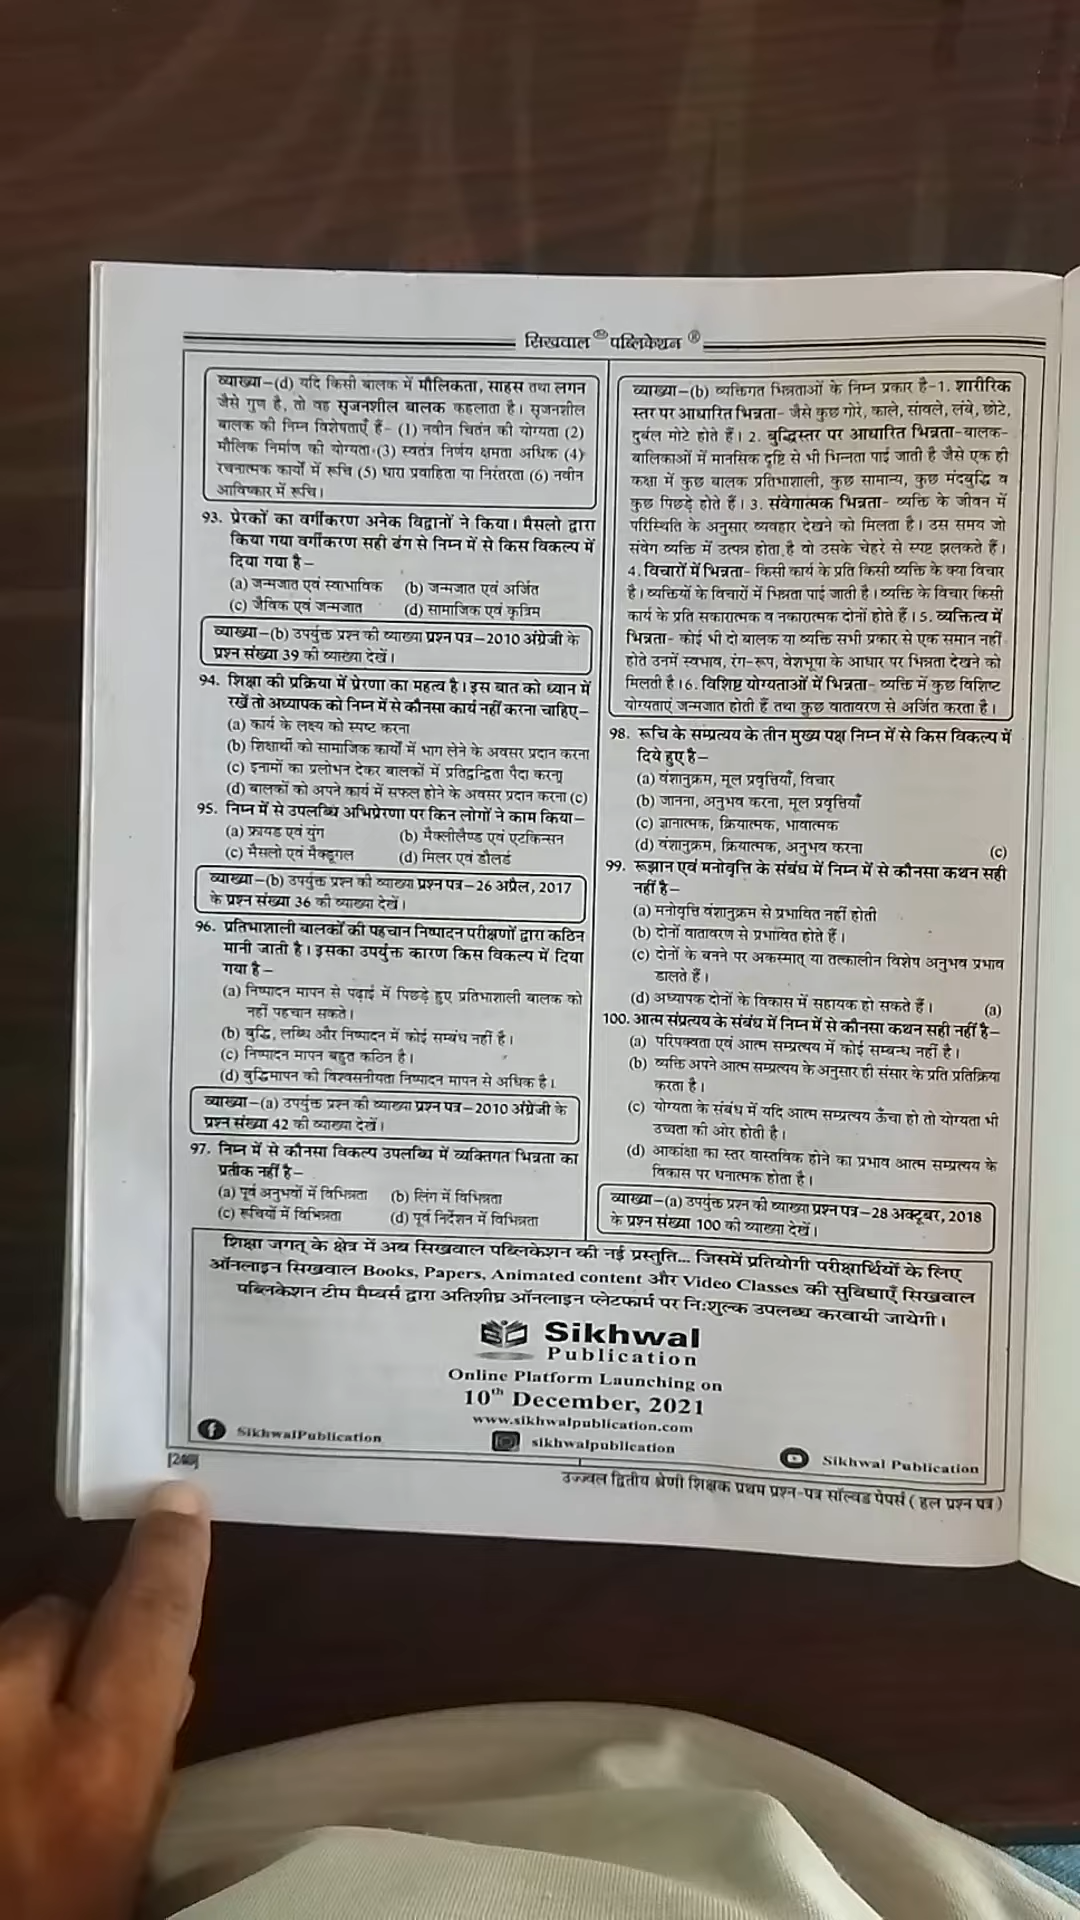 सिखवाल पब्लिकेशन ®
व्याख्या–(d) यदि किसी बालक में मौलिकता, साहस तथा लगन
जैसे गुण है, तो वह सृजनशील बालक कहलाता है। सृजनशील
बालक की निम्न विशेषताएँ हैं- (1) नवीन चिंतन की योग्यता (2)
मौलिक निर्माण की योग्यता (3) स्वतंत्र निर्णय क्षमता अधिक (4)
रचनात्मक कार्यों में रूचि (5) धारा प्रवाहिता या निरंतरता (6) नवीन
आविष्कार में रूचि।
93. प्रेरकों का वर्गीकरण अनेक विद्वानों ने किया। मैसलो द्वारा
किया गया वर्गीकरण सही ढंग से निम्न में से किस विकल्प में
दिया गया है–
(a) जन्मजात एवं स्वाभाविक (b) जन्मजात एवं अर्जित
(c) जैविक एवं जन्मजात (d) सामाजिक एवं कृत्रिम
व्याख्या–(b) उपर्युक्त प्रश्न की व्याख्या प्रश्न पत्र–2010 अंग्रेजी के
प्रश्न संख्या 39 की व्याख्या देखें।
94. शिक्षा की प्रक्रिया में प्रेरणा का महत्व है। इस बात को ध्यान में
रखें तो अध्यापक को निम्न में से कौनसा कार्य नहीं करना चाहिए–
(a) कार्य के लक्ष्य को स्पष्ट करना
(b) शिक्षार्थी को सामाजिक कार्यों में भाग लेने के अवसर प्रदान करना
(c) इनामों का प्रलोभन देकर बालकों में प्रतिद्वन्द्विता पैदा करना
(d) बालकों को अपने कार्य में सफल होने के अवसर प्रदान करना (c)
95. निम्न में से उपलब्धि अभिप्रेरणा पर किन लोगों ने काम किया–
(a) फ्रायड एवं युंग (b) मैक्लीलैण्ड एवं एटकिन्सन
(c) मैसलो एवं मैक्डूगल (d) मिलर एवं डौलर्ड
व्याख्या–(b) उपर्युक्त प्रश्न की व्याख्या प्रश्न पत्र–26 अप्रैल, 2017
के प्रश्न संख्या 36 की व्याख्या देखें।
96. प्रतिभाशाली बालकों की पहचान निष्पादन परीक्षणों द्वारा कठिन
मानी जाती है। इसका उपर्युक्त कारण किस विकल्प में दिया
गया है–
(a) निष्पादन मापन से पढ़ाई में पिछड़े हुए प्रतिभाशाली बालक को
नहीं पहचान सकते।
(b) बुद्धि, लब्धि और निष्पादन में कोई सम्बंध नहीं है।
(c) निष्पादन मापन बहुत कठिन है।
(d) बुद्धिमापन की विश्वसनीयता निष्पादन मापन से अधिक है।
व्याख्या–(a) उपर्युक्त प्रश्न की व्याख्या प्रश्न पत्र–2010 अंग्रेजी के
प्रश्न संख्या 42 की व्याख्या देखें।
97. निम्न में से कौनसा विकल्प उपलब्धि में व्यक्तिगत भिन्नता का
प्रतीक नहीं है–
(a) पूर्व अनुभवों में विभिन्नता (b) लिंग में विभिन्नता
(c) रूचियों में विभिन्नता (d) पूर्व निर्देशन में विभिन्नता
व्याख्या–(b) व्यक्तिगत भिन्नताओं के निम्न प्रकार है-1. शारीरिक
स्तर पर आधारित भिन्नता- जैसे कुछ गोरे, काले, सांवले, लंबे, छोटे,
दुर्बल मोटे होते हैं। 2. बुद्धिस्तर पर आधारित भिन्नता-बालक-
बालिकाओं में मानसिक दृष्टि से भी भिन्नता पाई जाती है जैसे एक ही
कक्षा में कुछ बालक प्रतिभाशाली, कुछ सामान्य, कुछ मंदबुद्धि व
कुछ पिछड़े होते हैं। 3. संवेगात्मक भिन्नता- व्यक्ति के जीवन में
परिस्थिति के अनुसार व्यवहार देखने को मिलता है। उस समय जो
संवेग व्यक्ति में उत्पन्न होता है वो उसके चेहरे से स्पष्ट झलकते हैं।
4. विचारों में भिन्नता- किसी कार्य के प्रति किसी व्यक्ति के क्या विचार
है। व्यक्तियों के विचारों में भिन्नता पाई जाती है। व्यक्ति के विचार किसी
कार्य के प्रति सकारात्मक व नकारात्मक दोनों होते हैं। 5. व्यक्तित्व में
भिन्नता- कोई भी दो बालक या व्यक्ति सभी प्रकार से एक समान नहीं
होते उनमें स्वभाव, रंग-रूप, वेशभूषा के आधार पर भिन्नता देखने को
मिलती है। 6. विशिष्ट योग्यताओं में भिन्नता- व्यक्ति में कुछ विशिष्ट
योग्यताएं जन्मजात होती हैं तथा कुछ वातावरण से अर्जित करता है।
98. रूचि के सम्प्रत्यय के तीन मुख्य पक्ष निम्न में से किस विकल्प में
दिये हुए है–
(a) वंशानुक्रम, मूल प्रवृत्तियाँ, विचार
(b) जानना, अनुभव करना, मूल प्रवृत्तियाँ
(c) ज्ञानात्मक, क्रियात्मक, भावात्मक
(d) वंशानुक्रम, क्रियात्मक, अनुभव करना (c)
99. रूझान एवं मनोवृत्ति के संबंध में निम्न में से कौनसा कथन सही
नहीं है–
(a) मनोवृत्ति वंशानुक्रम से प्रभावित नहीं होती
(b) दोनों वातावरण से प्रभावित होते हैं।
(c) दोनों के बनने पर अकस्मात् या तत्कालीन विशेष अनुभव प्रभाव
डालते हैं।
(d) अध्यापक दोनों के विकास में सहायक हो सकते हैं। (a)
100. आत्म संप्रत्यय के संबंध में निम्न में से कौनसा कथन सही नहीं है–
(a) परिपक्वता एवं आत्म सम्प्रत्यय में कोई सम्बन्ध नहीं है।
(b) व्यक्ति अपने आत्म सम्प्रत्यय के अनुसार ही संसार के प्रति प्रतिक्रिया
करता है।
(c) योग्यता के संबंध में यदि आत्म सम्प्रत्यय ऊँचा हो तो योग्यता भी
उच्चता की ओर होती है।
(d) आकांक्षा का स्तर वास्तविक होने का प्रभाव आत्म सम्प्रत्यय के
विकास पर धनात्मक होता है।
व्याख्या–(a) उपर्युक्त प्रश्न की व्याख्या प्रश्न पत्र–28 अक्टूबर, 2018
के प्रश्न संख्या 100 की व्याख्या देखें।
शिक्षा जगत् के क्षेत्र में अब सिखवाल पब्लिकेशन की नई प्रस्तुति... जिसमें प्रतियोगी परीक्षार्थियों के लिए
ऑनलाइन सिखवाल Books, Papers, Animated content और Video Classes की सुविधाएँ सिखवाल
पब्लिकेशन टीम मैम्बर्स द्वारा अतिशीघ्र ऑनलाइन प्लेटफार्म पर निःशुल्क उपलब्ध करवायी जायेगी।
Sikhwal
Publication
Online Platform Launching on
10th December, 2021
www.sikhwalpublication.com
SikhwalPublication
sikhwalpublication
Sikhwal Publication
उज्ज्वल द्वितीय श्रेणी शिक्षक प्रथम प्रश्न-पत्र सॉल्वड पेपर्स ( हल प्रश्न पत्र )